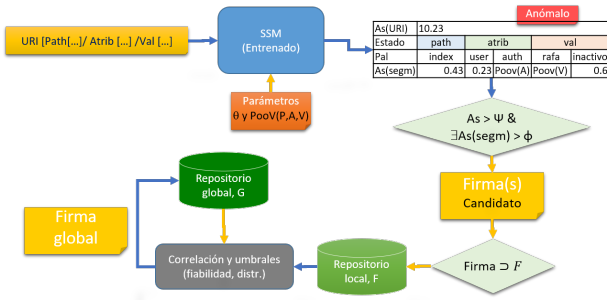 URI [Path[...]/ Atrib [...] /Val [...]
SSM
(Entrenado)
Anómalo
As(URI) 10.23
Estado path atrib val
Pal index user auth rafa inactivo
As(segm) 0.43 0.23 Poov(A) Poov(V) 0.6
Parámetros
θ y PooV(P,A,V)
As > Ψ &
∃As(segm) > ϕ
Firma(s)
Candidato
Firma ⊃ F
Repositorio
local, F
Correlación y umbrales
(fiabilidad, distr.)
Repositorio
global, G
Firma
global